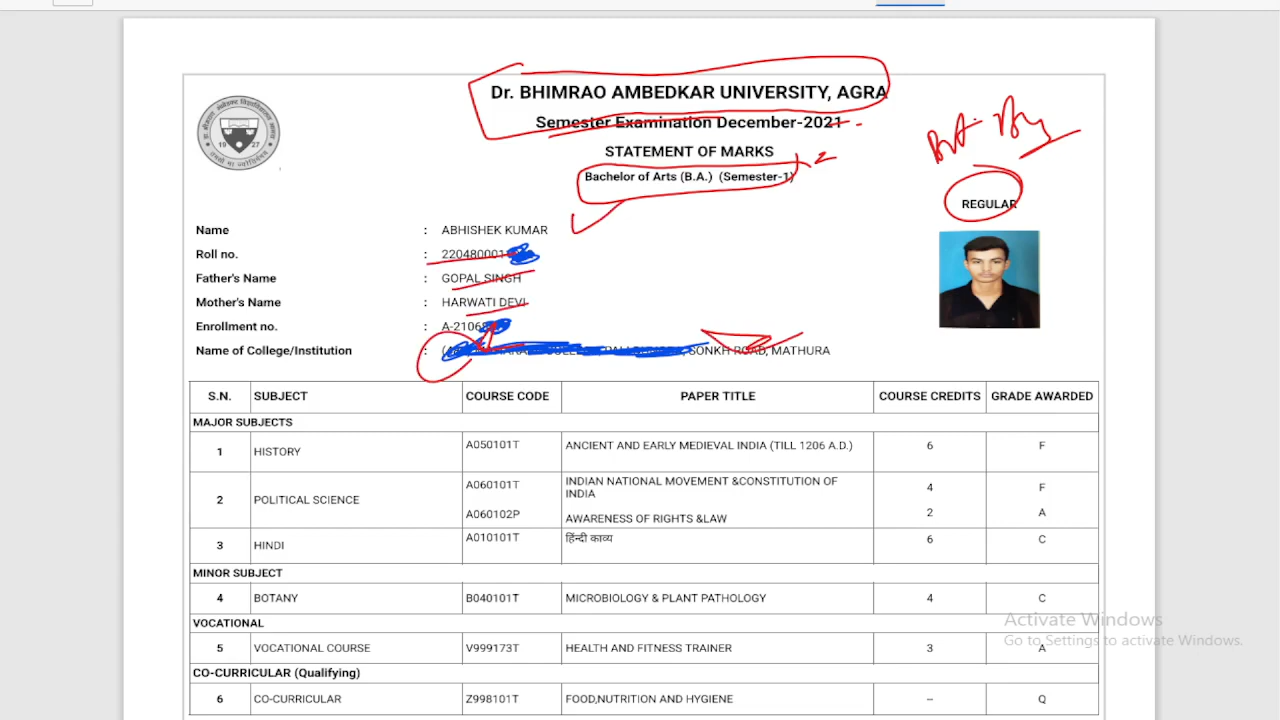 Dr. BHIMRAO AMBEDKAR UNIVERSITY, AGRA
Semester Examination December-2021
STATEMENT OF MARKS
Bachelor of Arts (B.A.) (Semester-1)
2
REGULAR
1927
Name : ABHISHEK KUMAR
Roll no. : 220480001
Father's Name : GOPAL SINGH
Mother's Name : HARWATI DEVI
Enrollment no. : A-2106
Name of College/Institution : SONKH ROAD, MATHURA
S.N. SUBJECT COURSE CODE PAPER TITLE COURSE CREDITS GRADE AWARDED
MAJOR SUBJECTS
1 HISTORY A050101T ANCIENT AND EARLY MEDIEVAL INDIA (TILL 1206 A.D.) 6 F
2 POLITICAL SCIENCE A060101T INDIAN NATIONAL MOVEMENT &CONSTITUTION OF INDIA 4 F
A060102P AWARENESS OF RIGHTS &LAW 2 A
3 HINDI A010101T हिंन्दी काव्य 6 C
MINOR SUBJECT
4 BOTANY B040101T MICROBIOLOGY & PLANT PATHOLOGY 4 C
VOCATIONAL
5 VOCATIONAL COURSE V999173T HEALTH AND FITNESS TRAINER 3 A
CO-CURRICULAR (Qualifying)
6 CO-CURRICULAR Z998101T FOOD,NUTRITION AND HYGIENE -- Q
Activate Windows
Go to Settings to activate Windows.